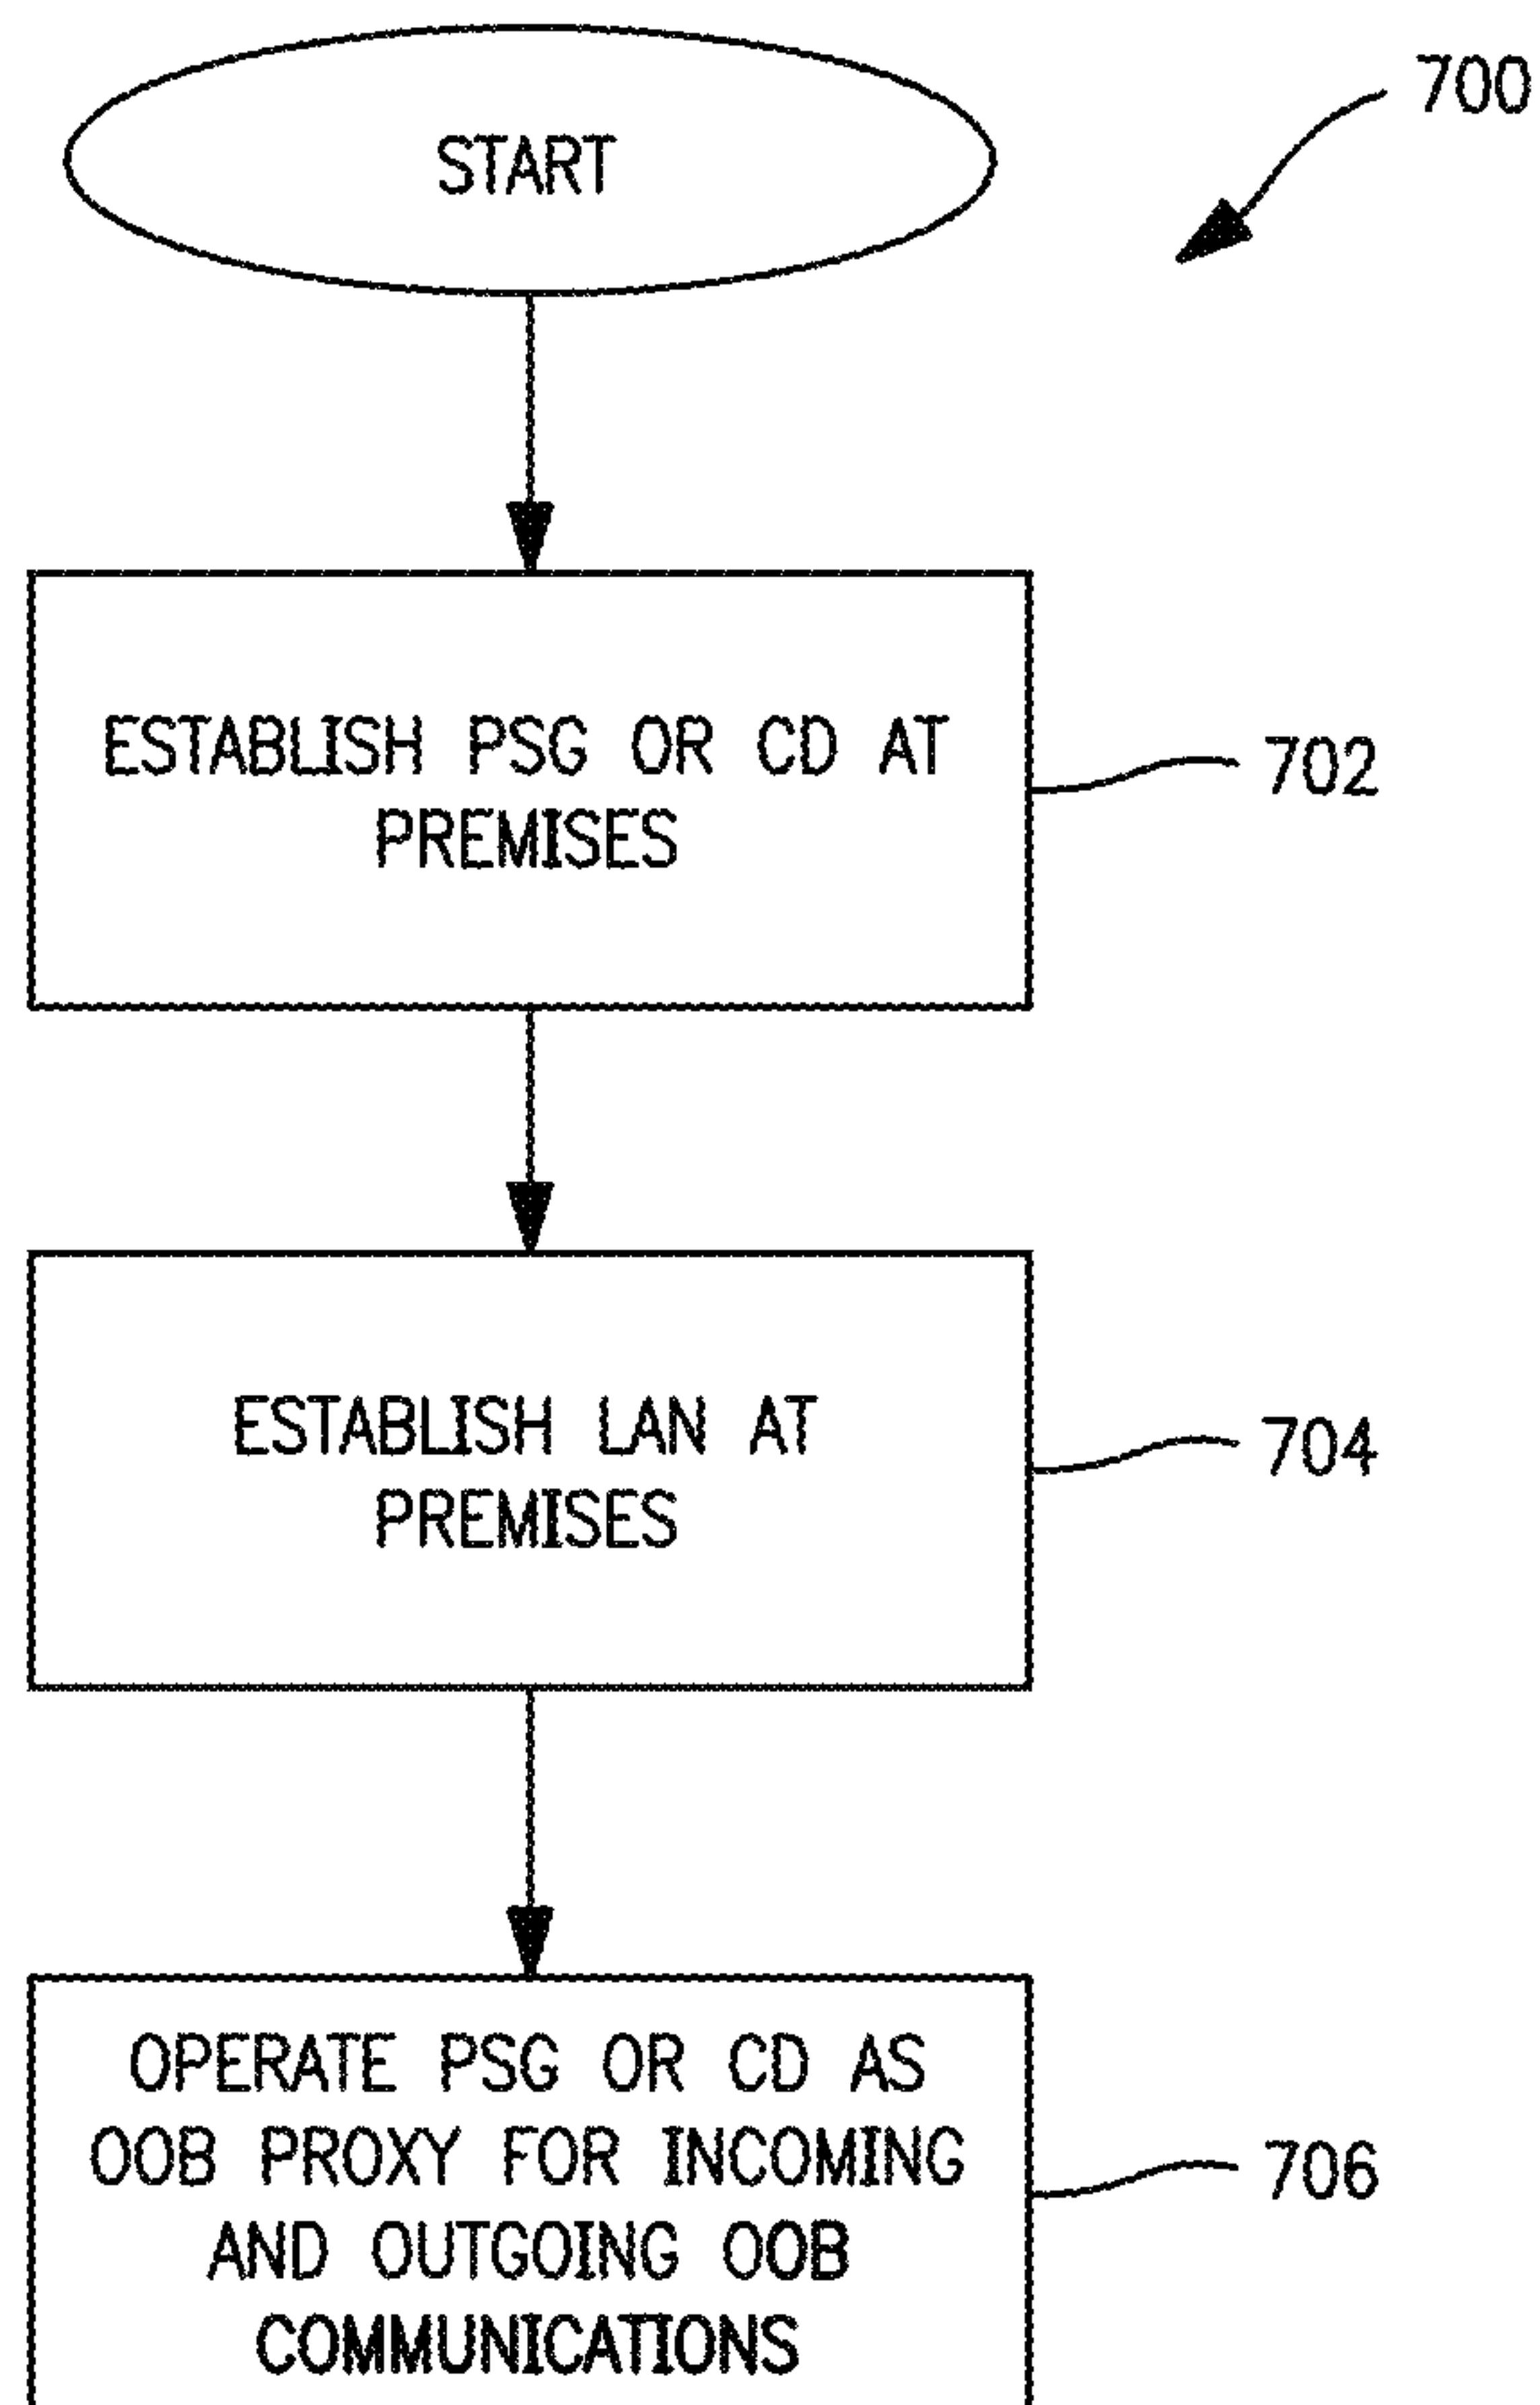 START
700
ESTABLISH PSG OR CD AT
PREMISES
702
ESTABLISH LAN AT
PREMISES
704
OPERATE PSG OR CD AS
OOB PROXY FOR INCOMING
AND OUTGOING OOB
COMMUNICATIONS
706